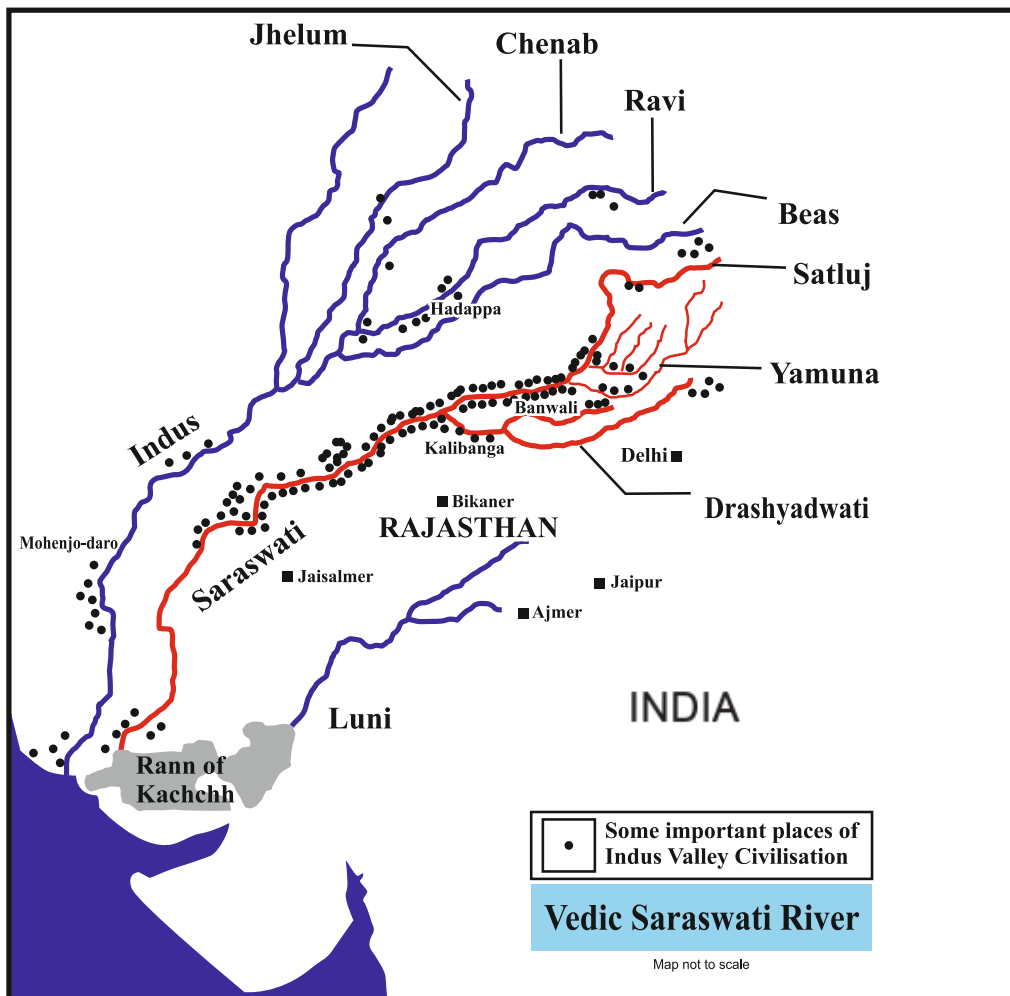 Jhelum
Chenab
Ravi
Beas
Satluj
Hadappa
Yamuna
Banwali
Indus
Kalibanga
Delhi
Bikaner
Drashyadwati
RAJASTHAN
Mohenjo-daro
Saraswati
Jaisalmer
Jaipur
Ajmer
Luni
INDIA
Rann of
Kachchh
Some important places of
Indus Valley Civilisation
Vedic Saraswati River
Map not to scale